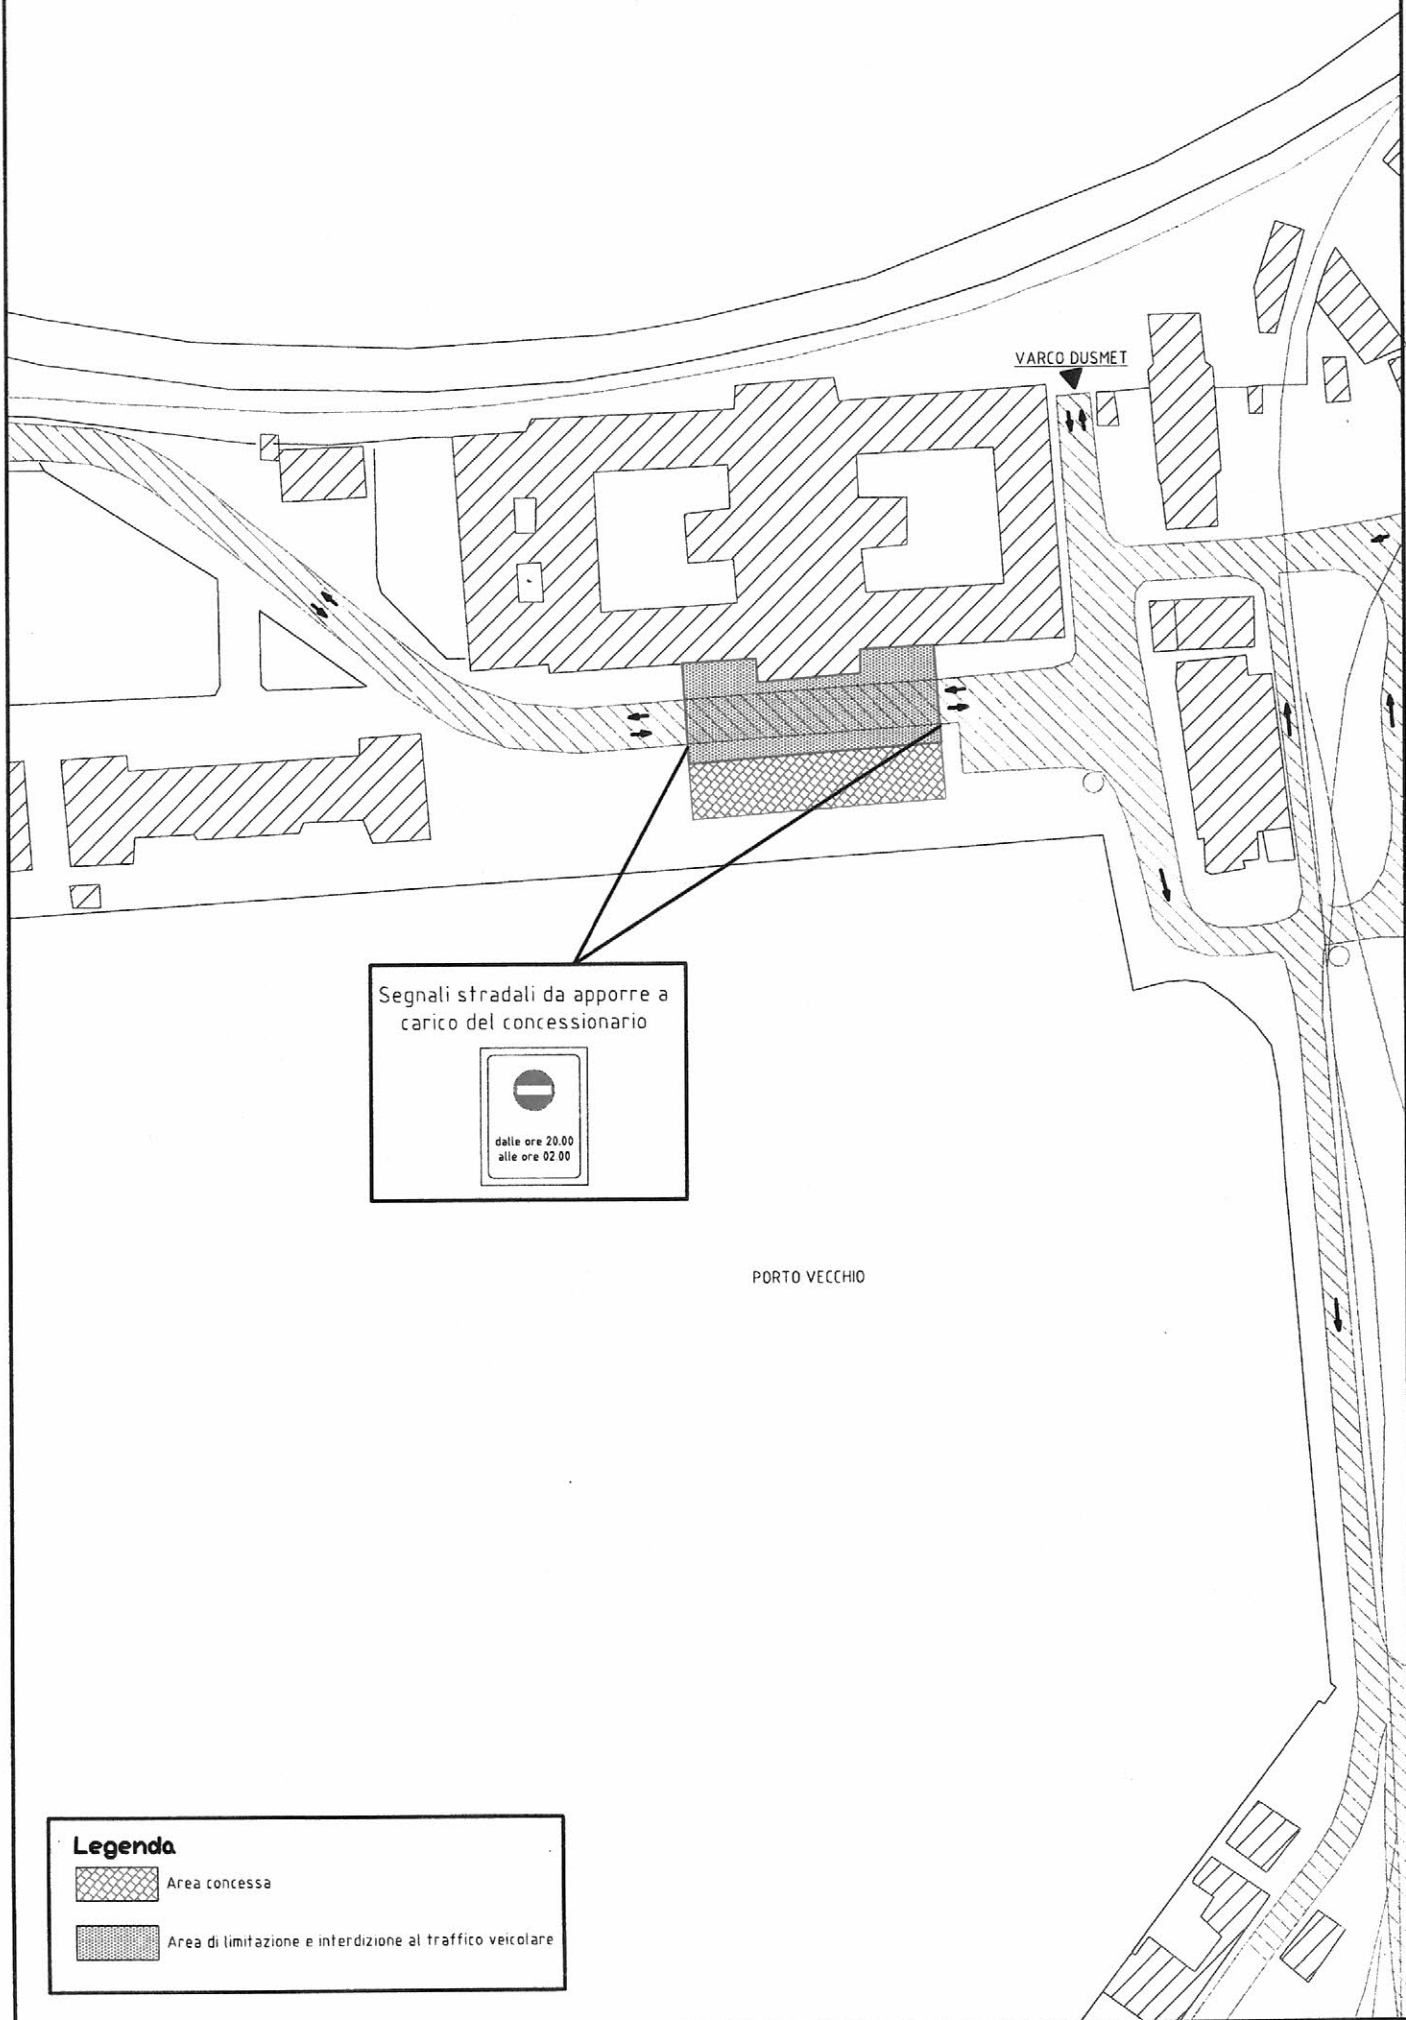 VARCO DUSMET
Segnali stradali da apporre a
carico del concessionario
dalle ore 20.00
alle ore 02.00
PORTO VECCHIO
Legenda
Area concessa
Area di limitazione e interdizione al traffico veicolare